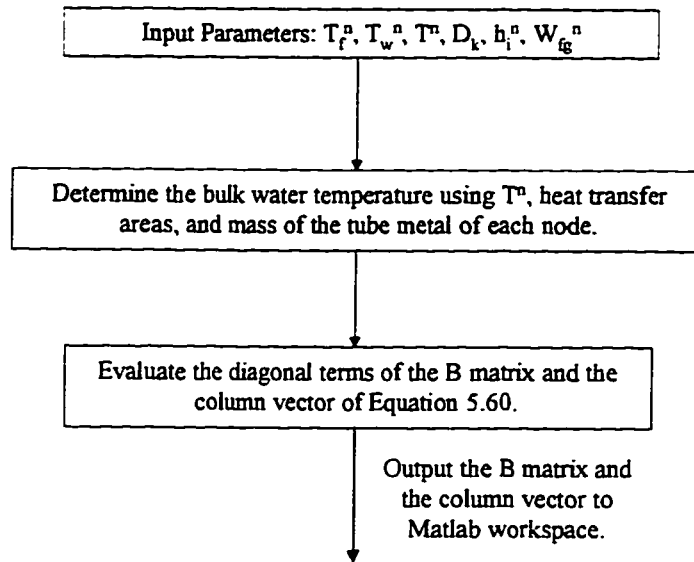 Input Parameters: T_f^n, T_w^n, T^n, D_k, h_i^n, W_fg^n
Determine the bulk water temperature using T^n, heat transfer
areas, and mass of the tube metal of each node.
Evaluate the diagonal terms of the B matrix and the
column vector of Equation 5.60.
Output the B matrix and
the column vector to
Matlab workspace.